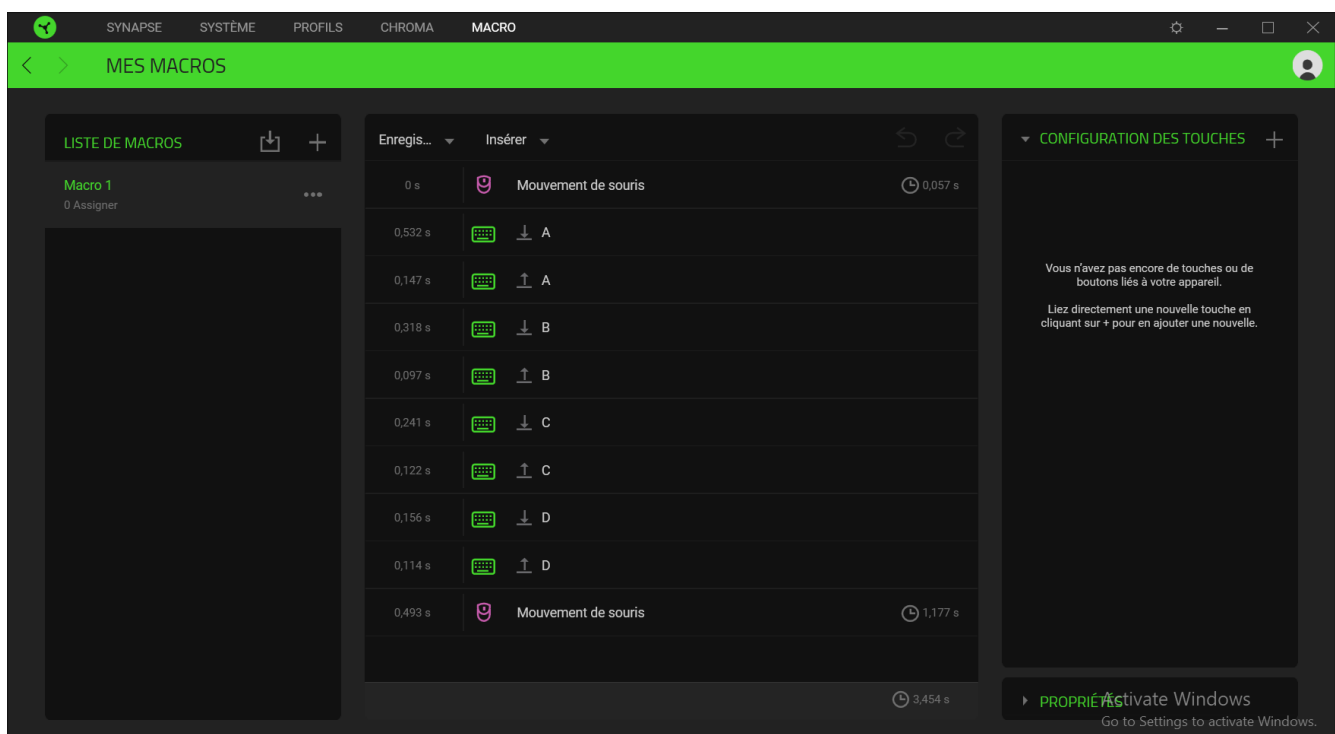 SYNAPSE SYSTÈME PROFILS CHROMA MACRO
MES MACROS
LISTE DE MACROS
Macro 1
0 Assigner
Enregis... Insérer
0 s Mouvement de souris 0,057 s
0,532 s A
0,147 s A
0,318 s B
0,097 s B
0,241 s C
0,122 s C
0,156 s D
0,114 s D
0,493 s Mouvement de souris 1,177 s
3,454 s
CONFIGURATION DES TOUCHES
Vous n'avez pas encore de touches ou de
boutons liés à votre appareil.
Liez directement une nouvelle touche en
cliquant sur + pour en ajouter une nouvelle.
PROPRIÉTÉS
Activate Windows
Go to Settings to activate Windows.